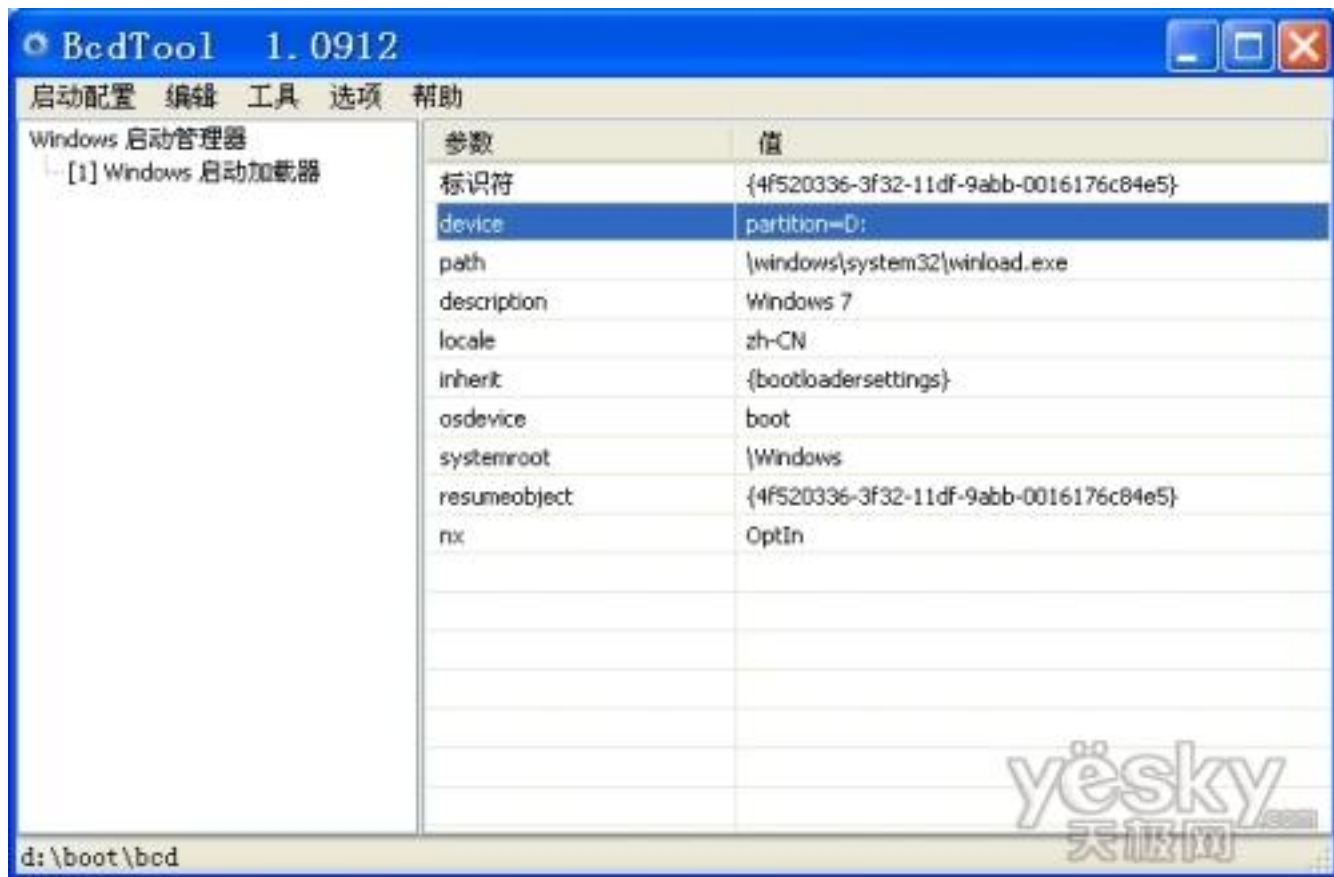 BcdTool 1.0912
启动配置 编辑 工具 选项 帮助
Windows 启动管理器
[1] Windows 启动加载器
参数 值
标识符 {4f520336-3f32-11df-9abb-0016176c84e5}
device partition=D:
path \windows\system32\winload.exe
description Windows 7
locale zh-CN
inherit {bootloadersettings}
osdevice boot
systemroot \Windows
resumeobject {4f520336-3f32-11df-9abb-0016176c84e5}
nx OptIn
yësky.com
天极网
d:\boot\bcd